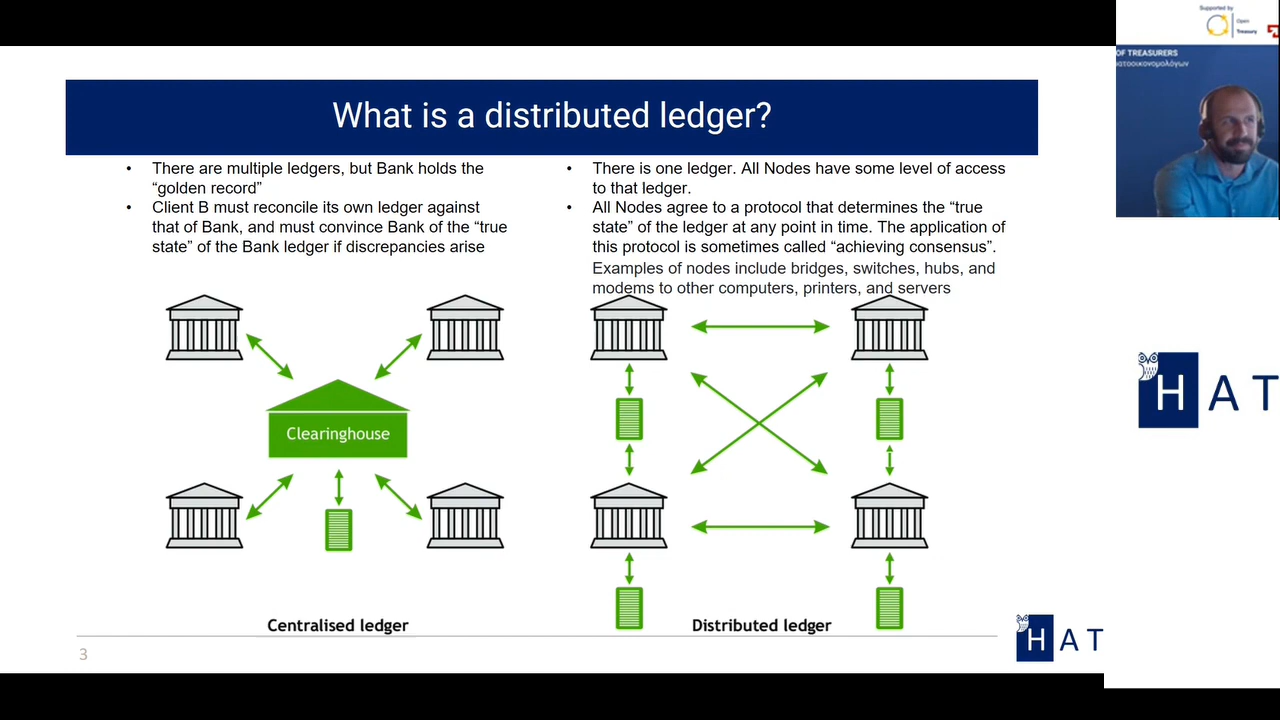 What is a distributed ledger?
• There are multiple ledgers, but Bank holds the
“golden record”
• Client B must reconcile its own ledger against
that of Bank, and must convince Bank of the “true
state” of the Bank ledger if discrepancies arise
• There is one ledger. All Nodes have some level of access
to that ledger.
• All Nodes agree to a protocol that determines the “true
state” of the ledger at any point in time. The application of
this protocol is sometimes called “achieving consensus”.
Examples of nodes include bridges, switches, hubs, and
modems to other computers, printers, and servers
Clearinghouse
Centralised ledger
Distributed ledger
3
HAT
Supported by
Open
Treasury
OF TREASURERS
ματοοικονομολόγων
HAT